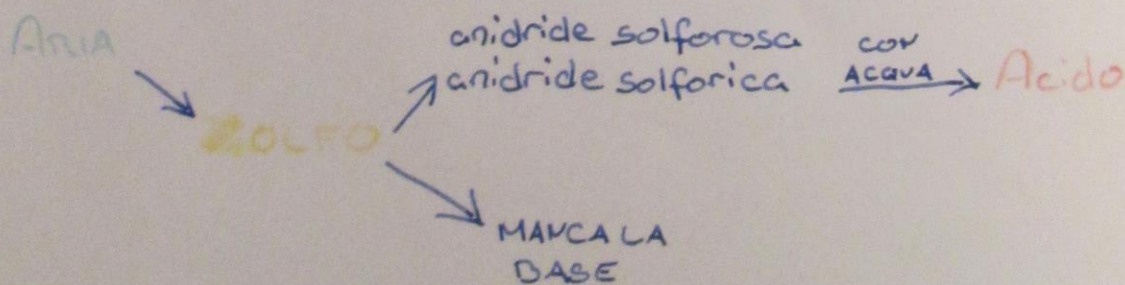 ARIA
anidride solforosa
anidride solforica
CON
ACQUA
Acido
ZOLFO
MANCA LA
BASE